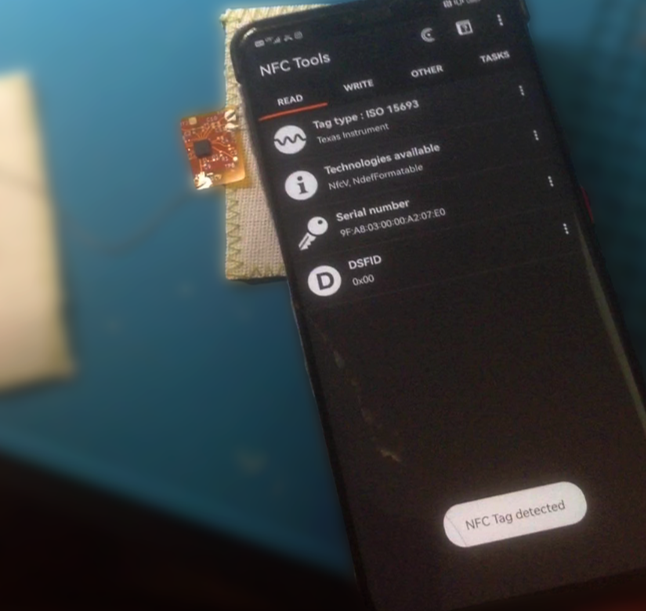 NFC Tools
READ WRITE OTHER TASKS
Tag type : ISO 15693
Texas Instrument
Technologies available
NfcV, NdefFormatable
Serial number
9F:A8:03:00:00:A2:07:E0
D
DSFID
0x00
NFC Tag detected